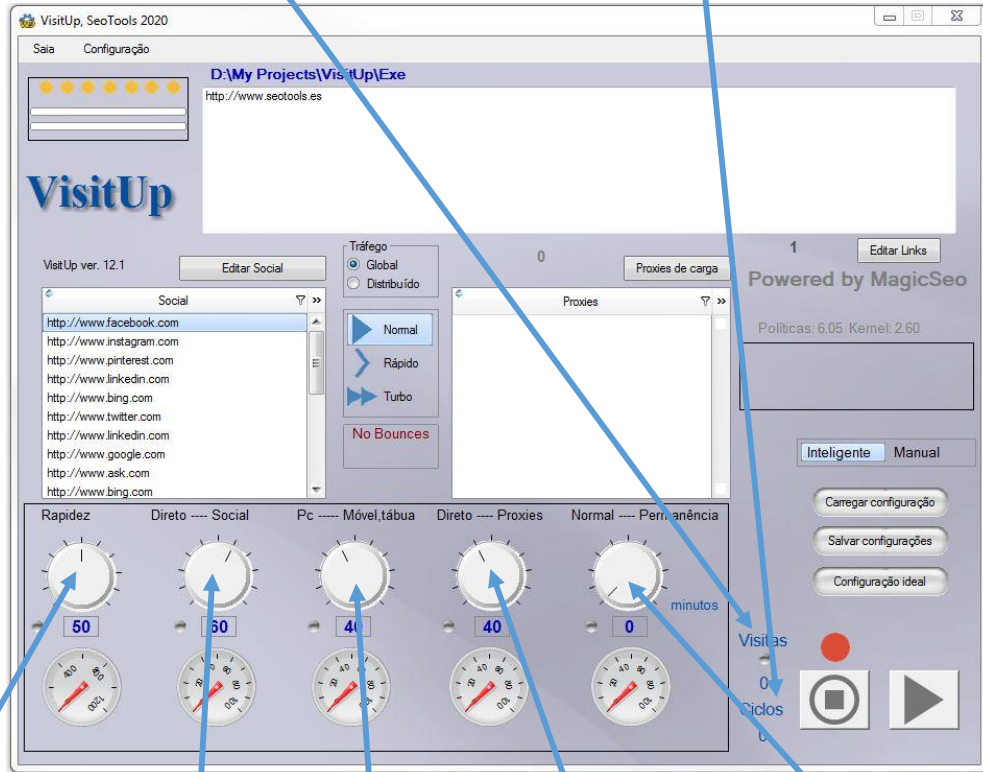 VisitUp, SeoTools 2020
Saia Configuração
D:\My Projects\VisitUp\Exe
http://www.seotools.es
VisitUp
Tráfego
Global
Distribuído
0
1
Editar Links
VisitUp ver. 12.1
Editar Social
Proxies de carga
Powered by MagicSeo
Social
Proxies
Políticas: 6.05 Kernel: 2.60
http://www.facebook.com
http://www.instagram.com
http://www.pinterest.com
http://www.linkedin.com
http://www.bing.com
http://www.twitter.com
http://www.linkedin.com
http://www.google.com
http://www.ask.com
http://www.bing.com
Normal
Rápido
Turbo
No Bounces
Inteligente Manual
Carregar configuração
Salvar configurações
Configuração ideal
Rapidez
Direto ---- Social
Pc ----- Móvel,tábua
Direto ---- Proxies
Normal ---- Permanência
minutos
50
60
40
40
0
Visitas
0
Ciclos
0